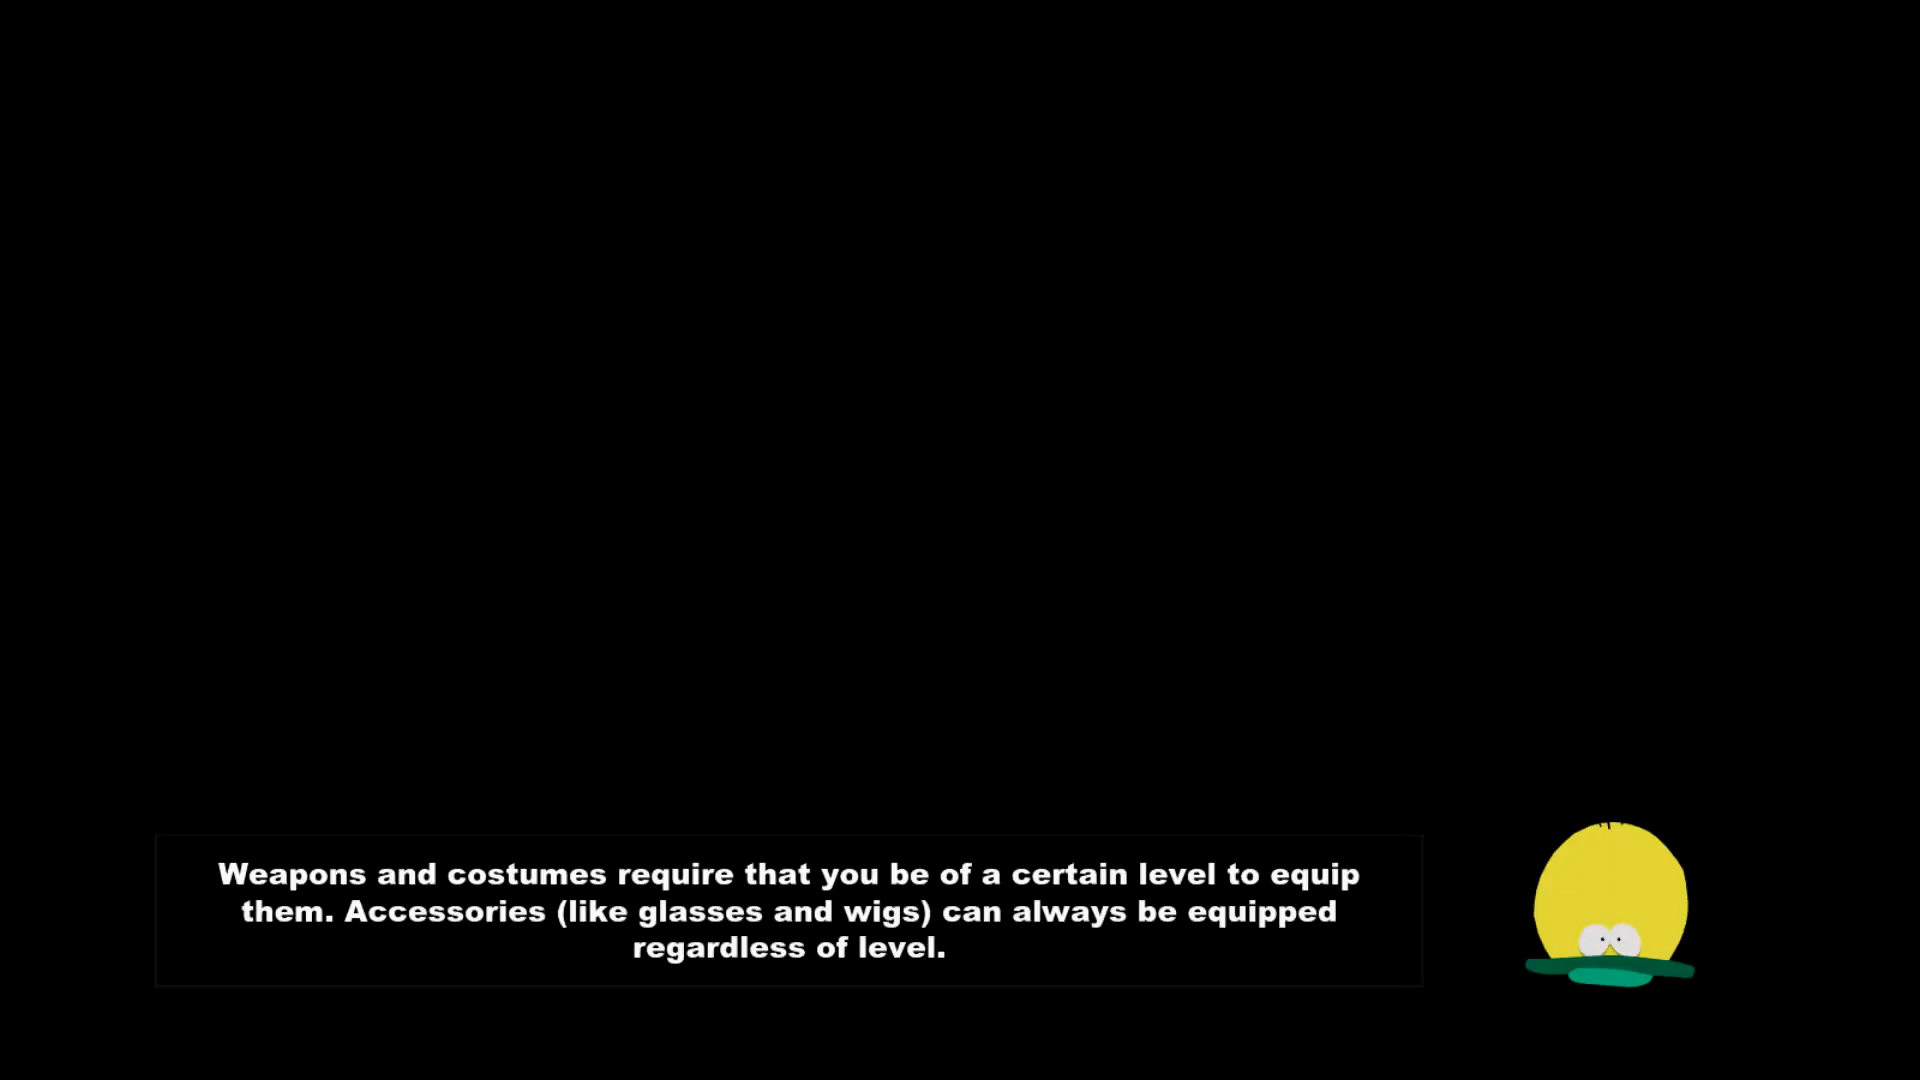 Weapons and costumes require that you be of a certain level to equip
them. Accessories (like glasses and wigs) can always be equipped
regardless of level.